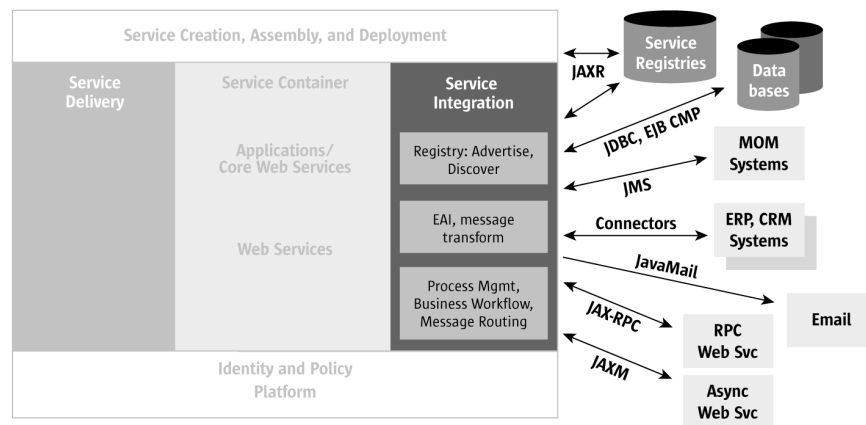 Service Creation, Assembly, and Deployment
Service
Delivery
Service Container
Applications/
Core Web Services
Web Services
Service
Integration
Registry: Advertise,
Discover
EAI, message
transform
Process Mgmt,
Business Workflow,
Message Routing
Identity and Policy
Platform
JAXR
Service
Registries
Data
bases
JDBC, EJB CMP
MOM
Systems
JMS
Connectors
ERP, CRM
Systems
JavaMail
Email
JAX-RPC
RPC
Web Svc
JAXM
Async
Web Svc